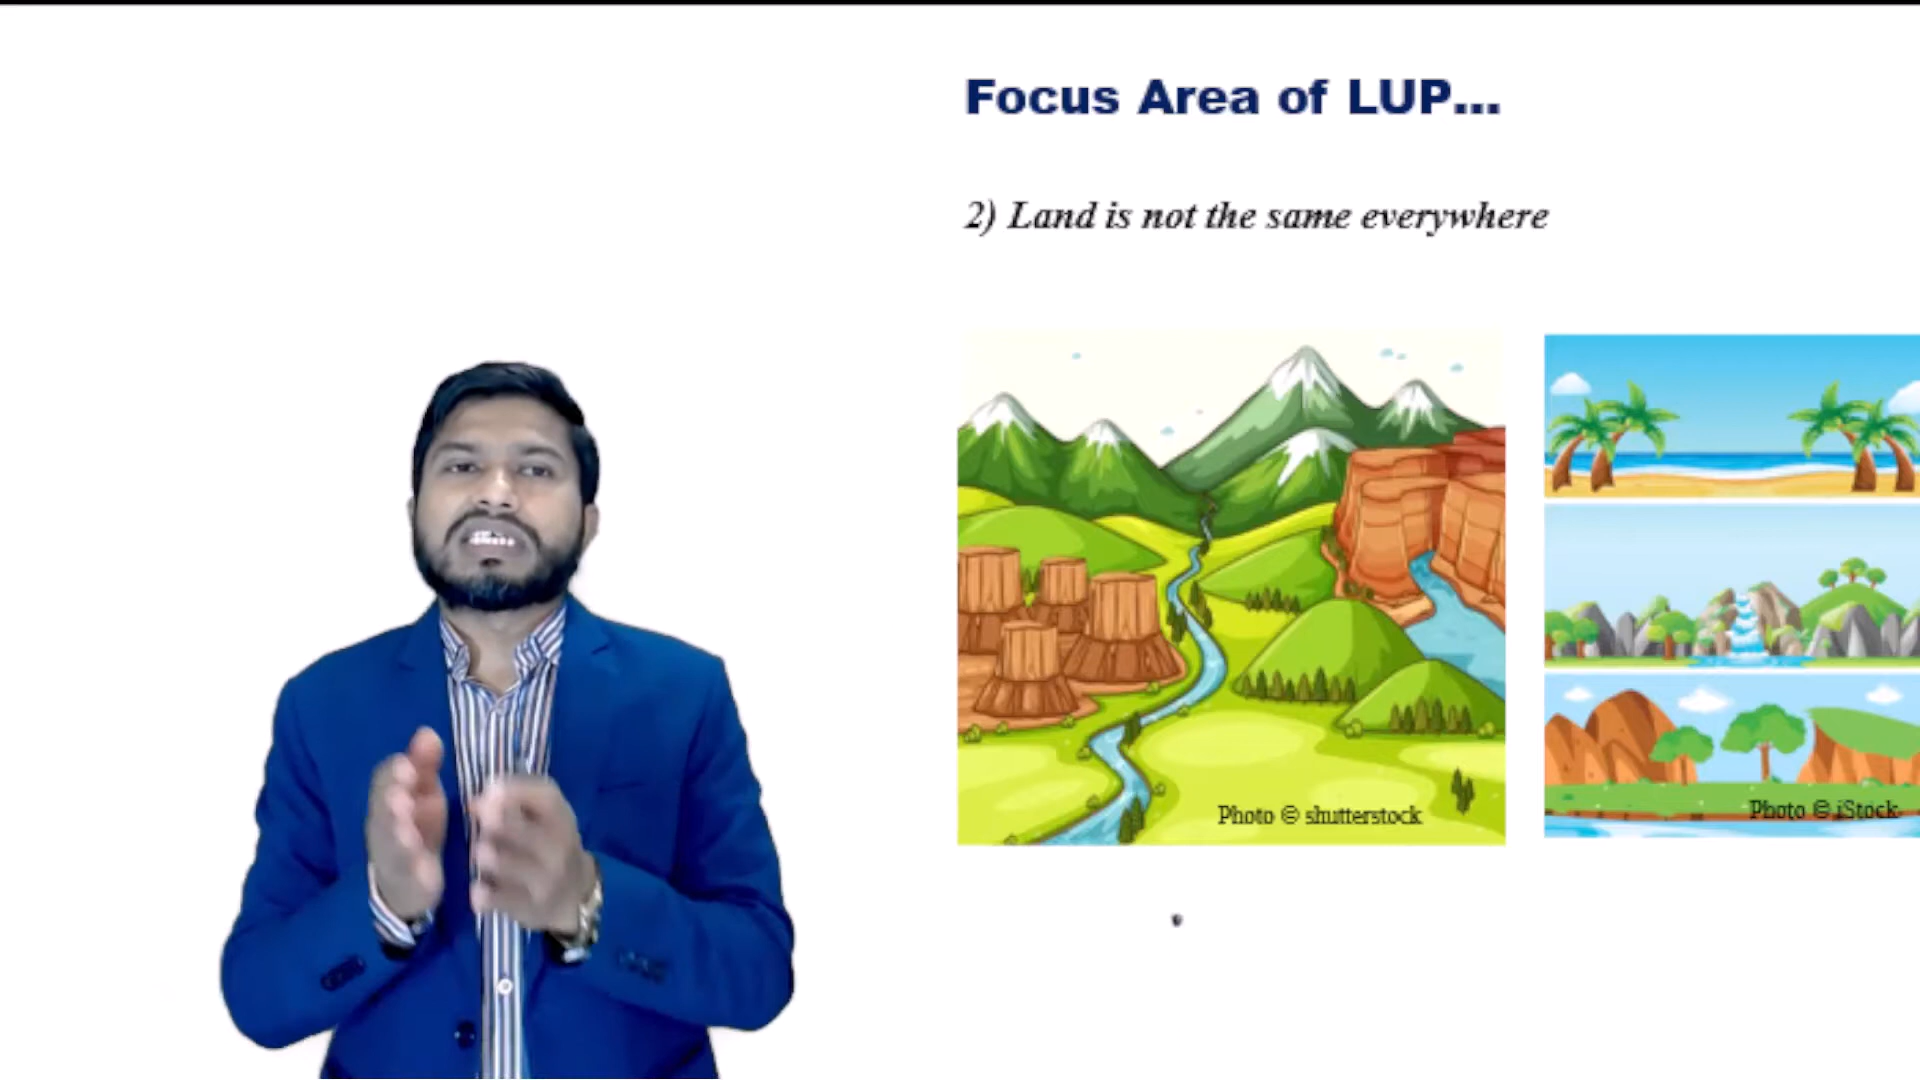 Focus Area of LUP...
2) Land is not the same everywhere
Photo © shutterstock
Photo © iStock